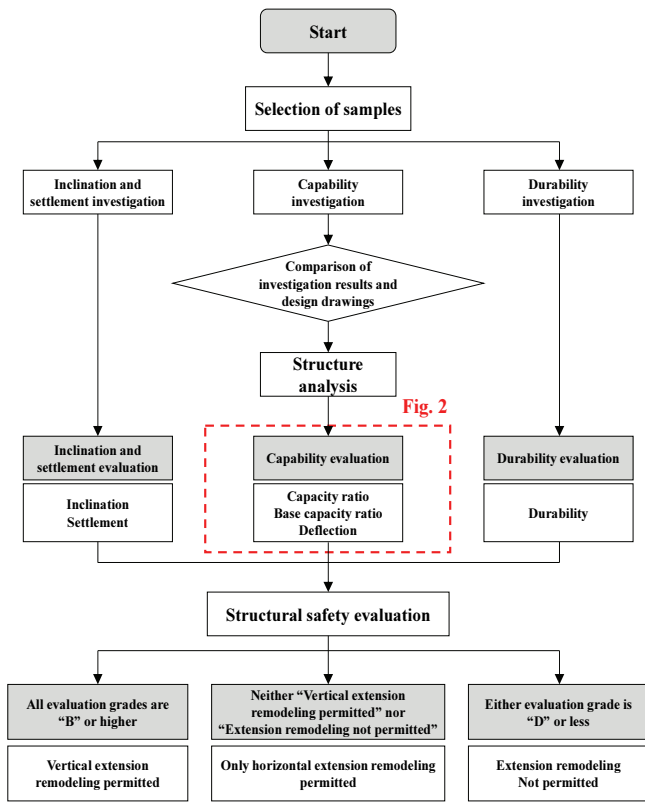 Start
Selection of samples
Inclination and
settlement investigation
Capability
investigation
Durability
investigation
Comparison of
investigation results and
design drawings
Structure
analysis
Fig. 2
Inclination and
settlement evaluation
Capability evaluation
Durability evaluation
Inclination
Settlement
Capacity ratio
Base capacity ratio
Deflection
Durability
Structural safety evaluation
All evaluation grades are
“B” or higher
Neither “Vertical extension
remodeling permitted” nor
“Extension remodeling not permitted”
Either evaluation grade is
“D” or less
Vertical extension
remodeling permitted
Only horizontal extension remodeling
permitted
Extension remodeling
Not permitted